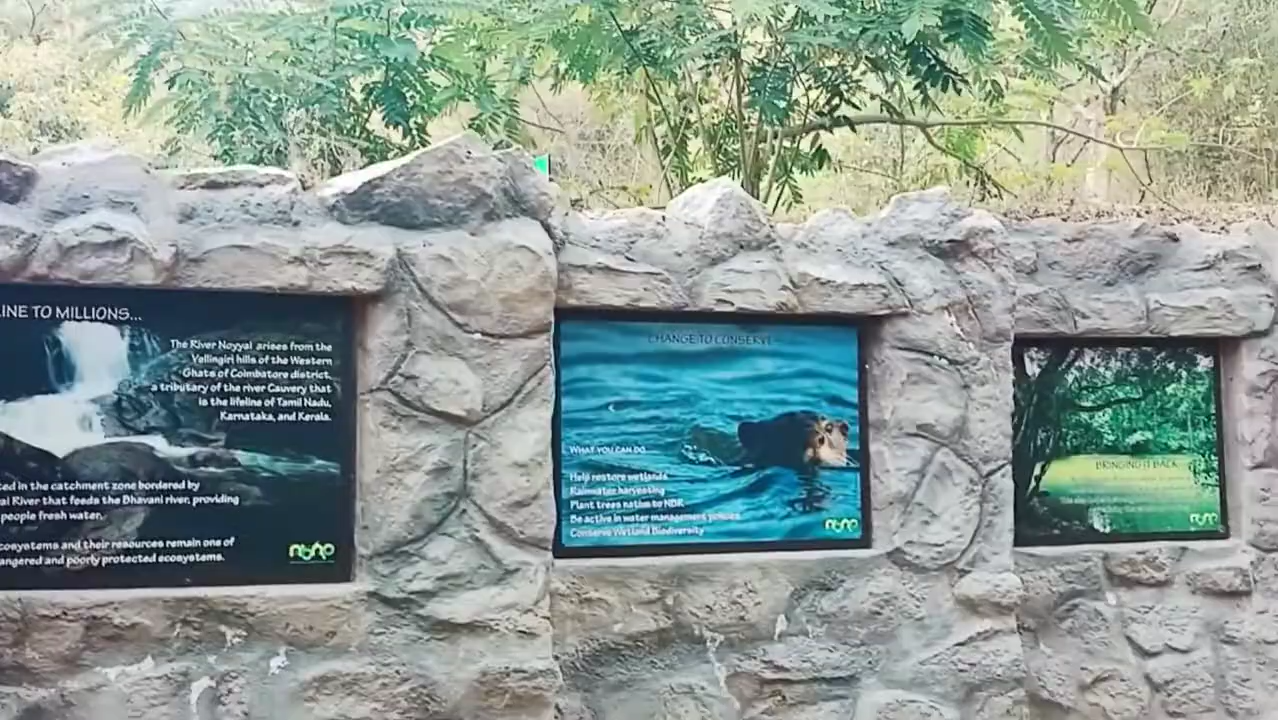 LINE TO MILLIONS...
The River Noyyal arises from the
Vellingiri hills of the Western
Ghats of Coimbatore district,
a tributary of the river Cauvery that
is the lifeline of Tamil Nadu,
Karnataka, and Kerala.
ted in the catchment zone bordered by
ai River that feeds the Bhavani river, providing
people fresh water.
cosystems and their resources remain one of
angered and poorly protected ecosystems.
CHANGE TO CONSERVE
WHAT YOU CAN DO
Help restore wetlands
Rainwater harvesting
Plant trees native to NBR
Be active in water management policies
Conserve Wetland Biodiversity
BRINGING IT BACK